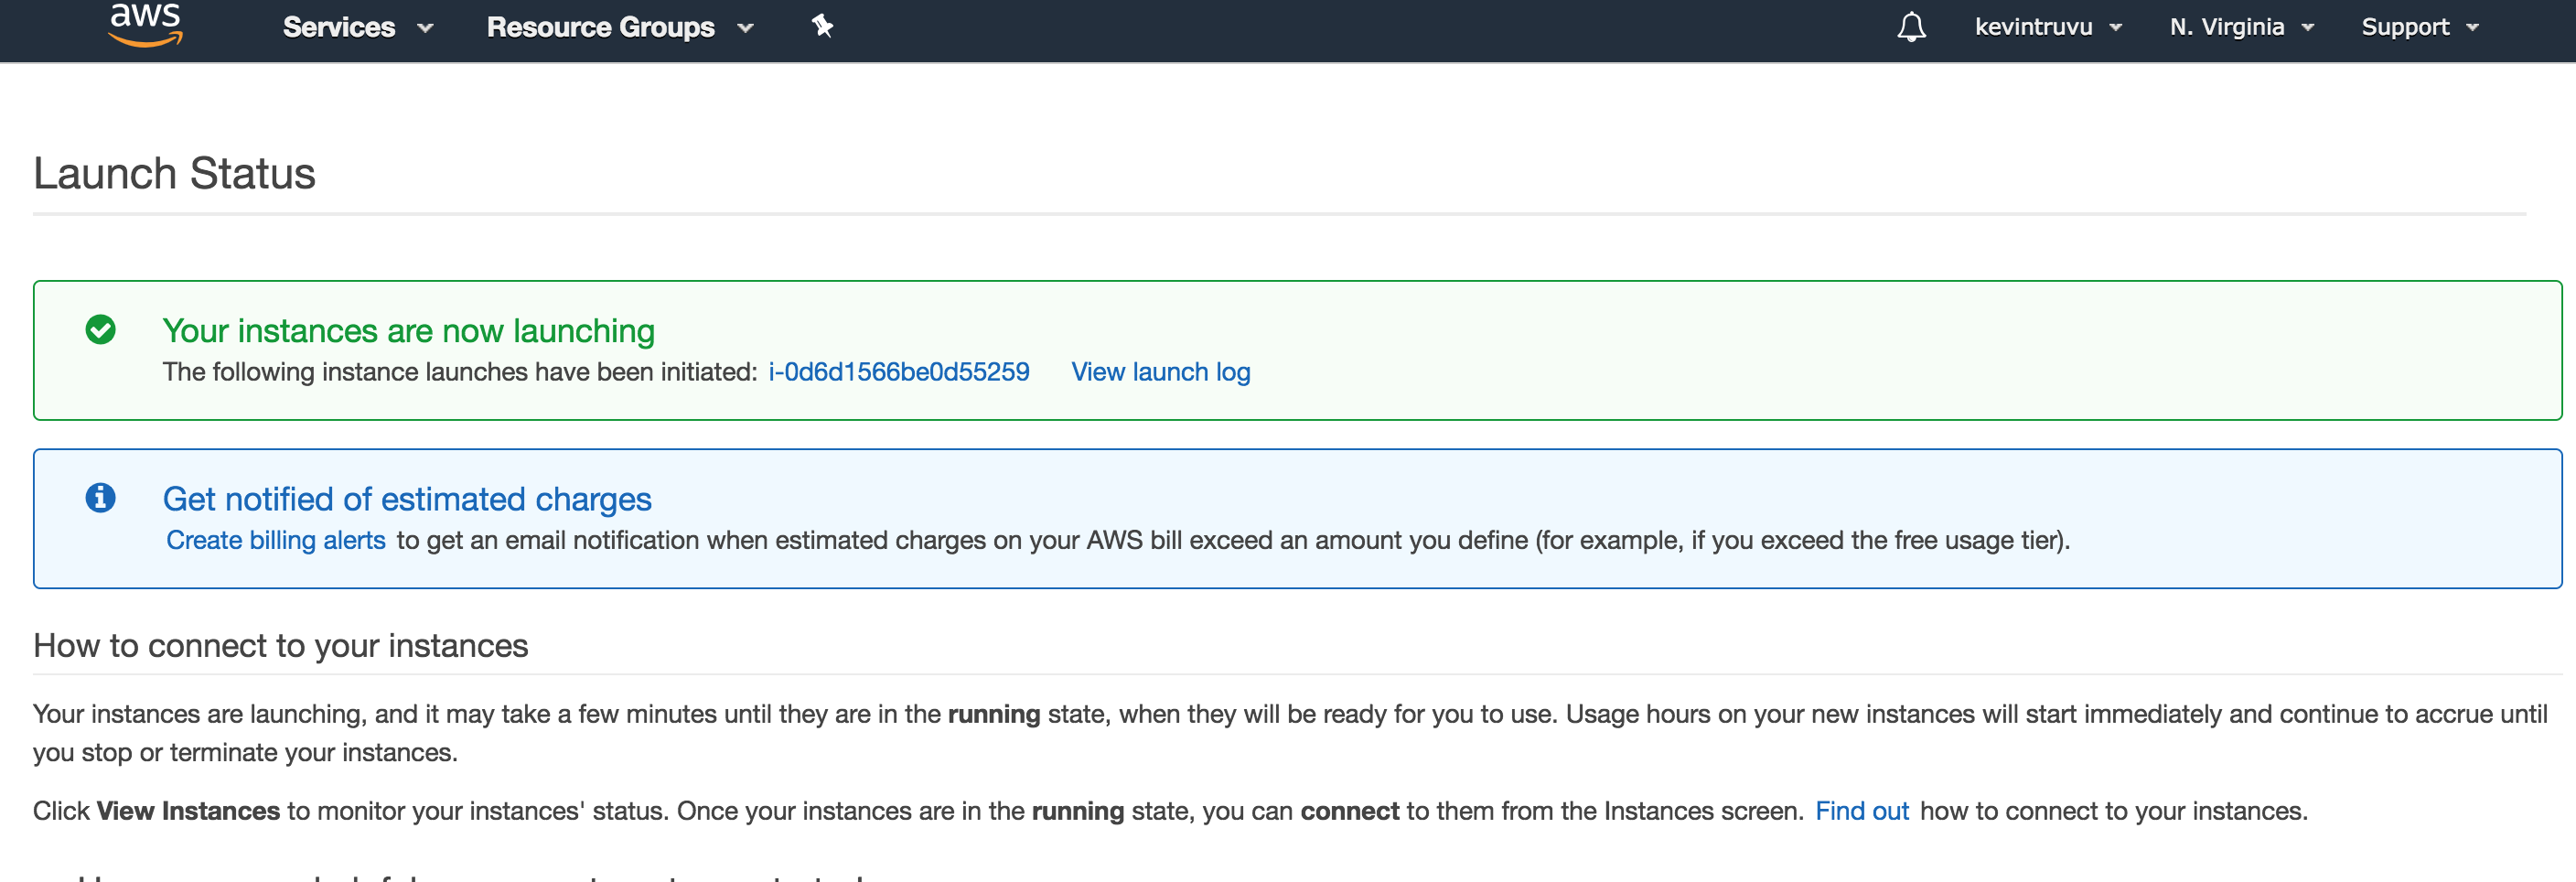 aws Services Resource Groups kevintruvu N. Virginia Support
Launch Status
Your instances are now launching
The following instance launches have been initiated: i-0d6d1566be0d55259 View launch log
Get notified of estimated charges
Create billing alerts to get an email notification when estimated charges on your AWS bill exceed an amount you define (for example, if you exceed the free usage tier).
How to connect to your instances
Your instances are launching, and it may take a few minutes until they are in the running state, when they will be ready for you to use. Usage hours on your new instances will start immediately and continue to accrue until
you stop or terminate your instances.
Click View Instances to monitor your instances' status. Once your instances are in the running state, you can connect to them from the Instances screen. Find out how to connect to your instances.